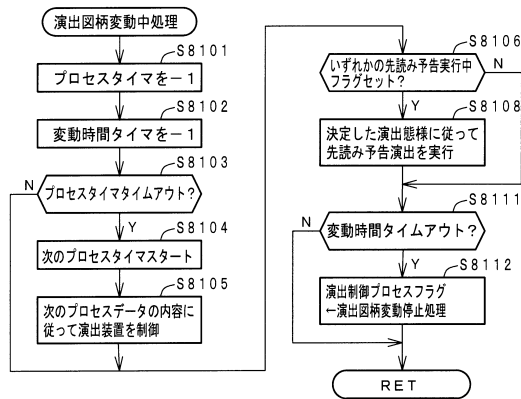 演出図柄変動中処理
S8101
プロセスタイマを－1
S8102
変動時間タイマを－1
S8103
プロセスタイマタイムアウト？
N
Y
S8104
次のプロセスタイマスタート
S8105
次のプロセスデータの内容に
従って演出装置を制御
S8106
いずれかの先読み予告実行中
フラグセット？
N
Y
S8108
決定した演出態様に従って
先読み予告演出を実行
S8111
変動時間タイムアウト？
N
Y
S8112
演出制御プロセスフラグ
←演出図柄変動停止処理
RET